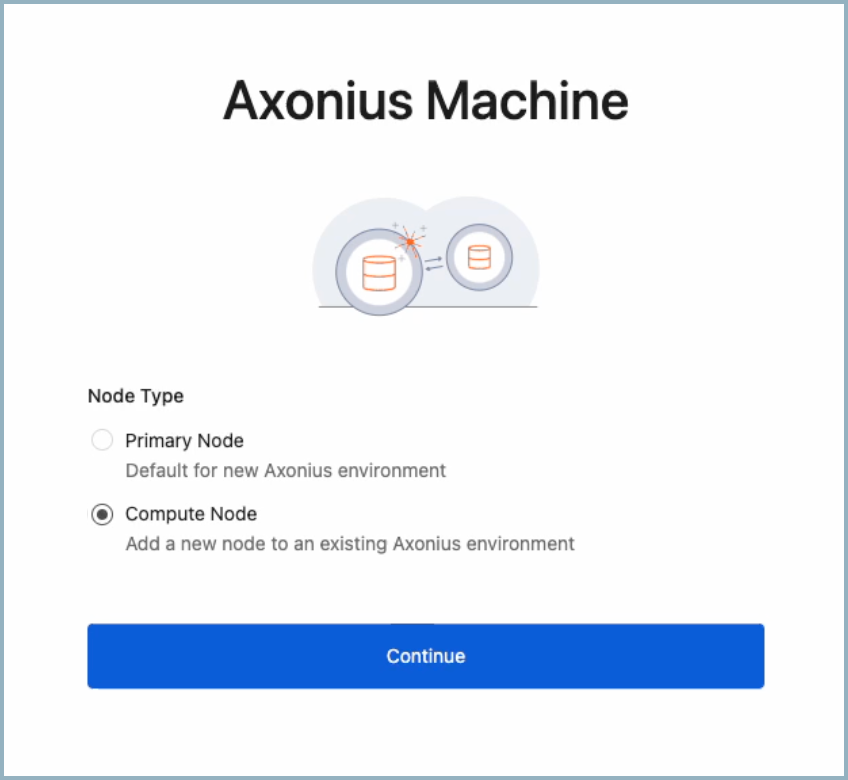 Axonius Machine
Node Type
Primary Node
Default for new Axonius environment
Compute Node
Add a new node to an existing Axonius environment
Continue